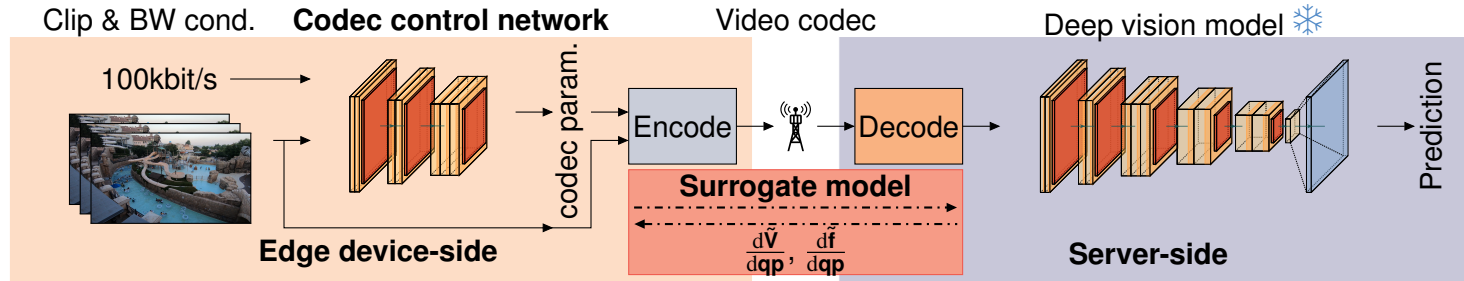 Clip & BW cond.
Codec control network
Video codec
Deep vision model
100kbit/s
codec param.
Encode
Decode
Prediction
Surrogate model
dṼ/dqp, df̃/dqp
Edge device-side
Server-side